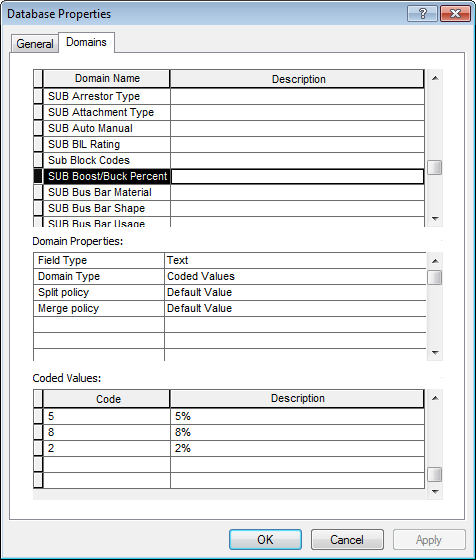 Database Properties
General Domains
Domain Name Description
SUB Arrestor Type
SUB Attachment Type
SUB Auto Manual
SUB BIL Rating
Sub Block Codes
SUB Boost/Buck Percent
SUB Bus Bar Material
SUB Bus Bar Shape
SUB Bus Bar Usage
Domain Properties:
Field Type Text
Domain Type Coded Values
Split policy Default Value
Merge policy Default Value
Coded Values:
Code Description
5 5%
8 8%
2 2%
OK Cancel Apply